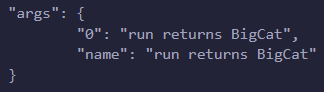 "args": {
"0": "run returns BigCat",
"name": "run returns BigCat"
}